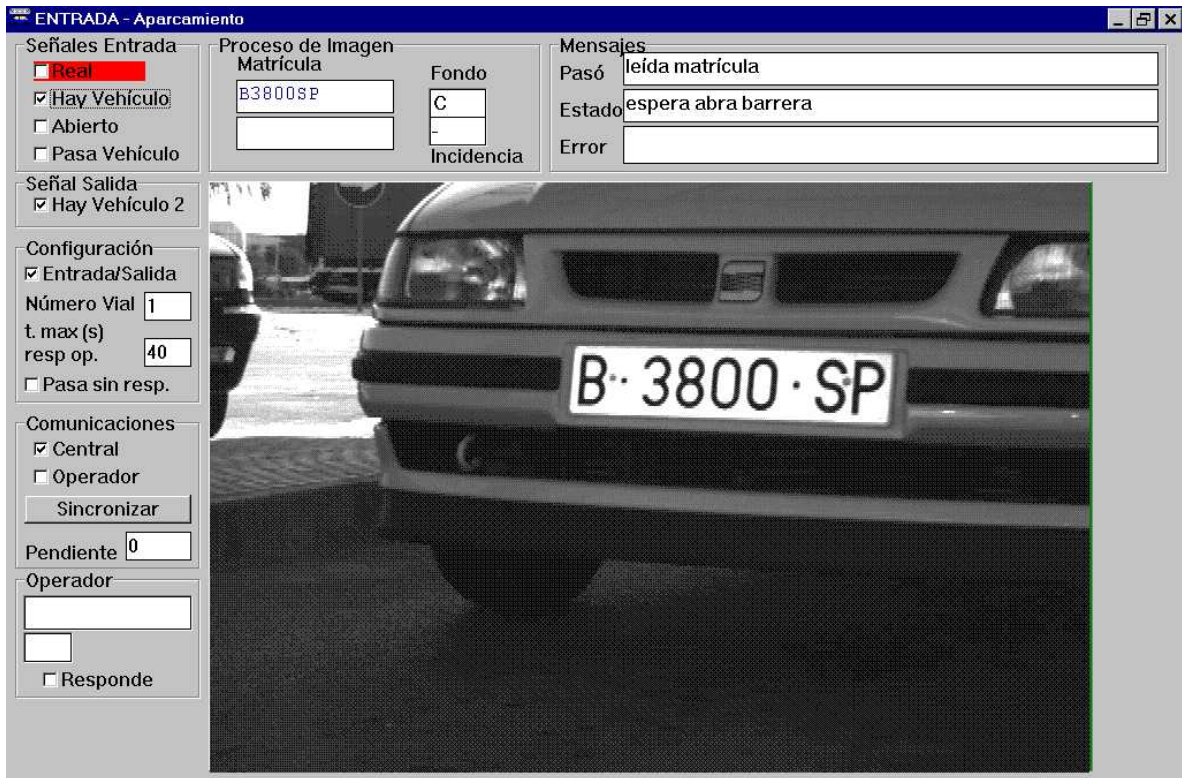 ENTRADA - Aparcamiento
Señales Entrada
Real
Hay Vehículo
Abierto
Pasa Vehículo
Proceso de Imagen
Matrícula
B3800SP
Fondo
C
-
Incidencia
Mensajes
Pasó leída matrícula
Estado espera abra barrera
Error
Señal Salida
Hay Vehículo 2
Configuración
Entrada/Salida
Número Vial 1
t. max (s)
resp op. 40
Pasa sin resp.
Comunicaciones
Central
Operador
Sincronizar
Pendiente 0
Operador
Responde
B·· 3800 · SP